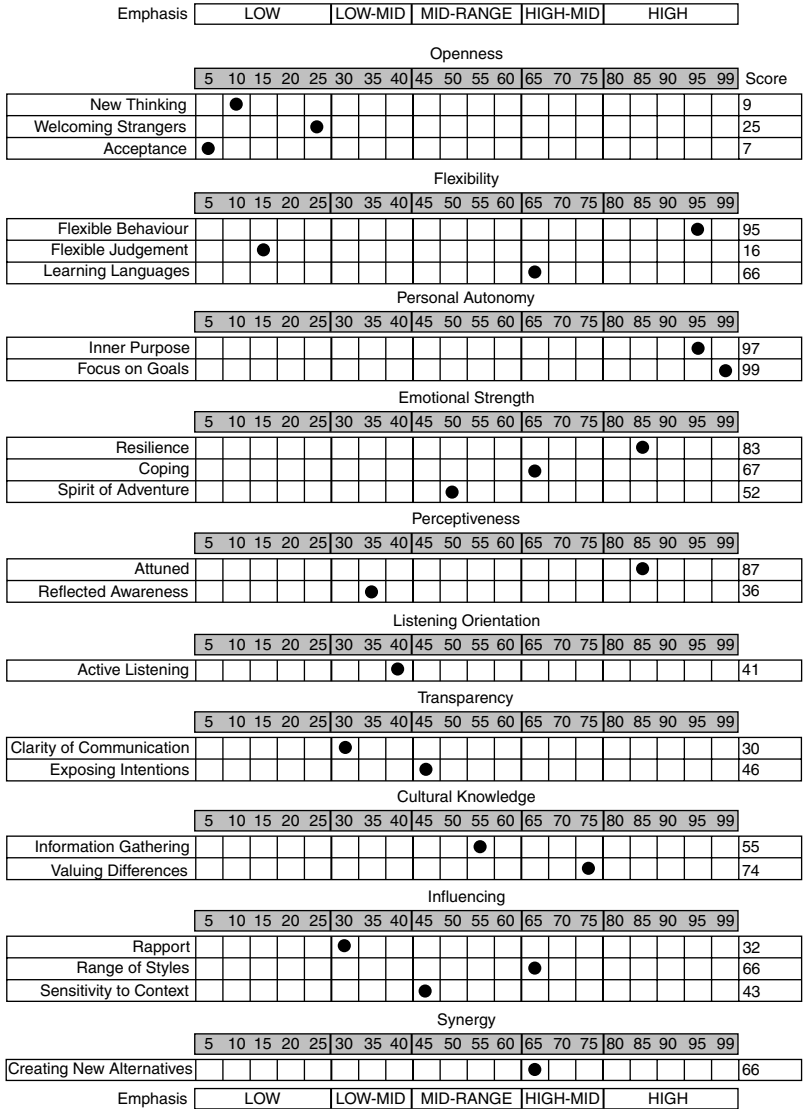 Emphasis LOW LOW-MID MID-RANGE HIGH-MID HIGH
Openness
5 10 15 20 25 30 35 40 45 50 55 60 65 70 75 80 85 90 95 99 Score
New Thinking 9
Welcoming Strangers 25
Acceptance 7
Flexibility
5 10 15 20 25 30 35 40 45 50 55 60 65 70 75 80 85 90 95 99
Flexible Behaviour 95
Flexible Judgement 16
Learning Languages 66
Personal Autonomy
5 10 15 20 25 30 35 40 45 50 55 60 65 70 75 80 85 90 95 99
Inner Purpose 97
Focus on Goals 99
Emotional Strength
5 10 15 20 25 30 35 40 45 50 55 60 65 70 75 80 85 90 95 99
Resilience 83
Coping 67
Spirit of Adventure 52
Perceptiveness
5 10 15 20 25 30 35 40 45 50 55 60 65 70 75 80 85 90 95 99
Attuned 87
Reflected Awareness 36
Listening Orientation
5 10 15 20 25 30 35 40 45 50 55 60 65 70 75 80 85 90 95 99
Active Listening 41
Transparency
5 10 15 20 25 30 35 40 45 50 55 60 65 70 75 80 85 90 95 99
Clarity of Communication 30
Exposing Intentions 46
Cultural Knowledge
5 10 15 20 25 30 35 40 45 50 55 60 65 70 75 80 85 90 95 99
Information Gathering 55
Valuing Differences 74
Influencing
5 10 15 20 25 30 35 40 45 50 55 60 65 70 75 80 85 90 95 99
Rapport 32
Range of Styles 66
Sensitivity to Context 43
Synergy
5 10 15 20 25 30 35 40 45 50 55 60 65 70 75 80 85 90 95 99
Creating New Alternatives 66
Emphasis LOW LOW-MID MID-RANGE HIGH-MID HIGH